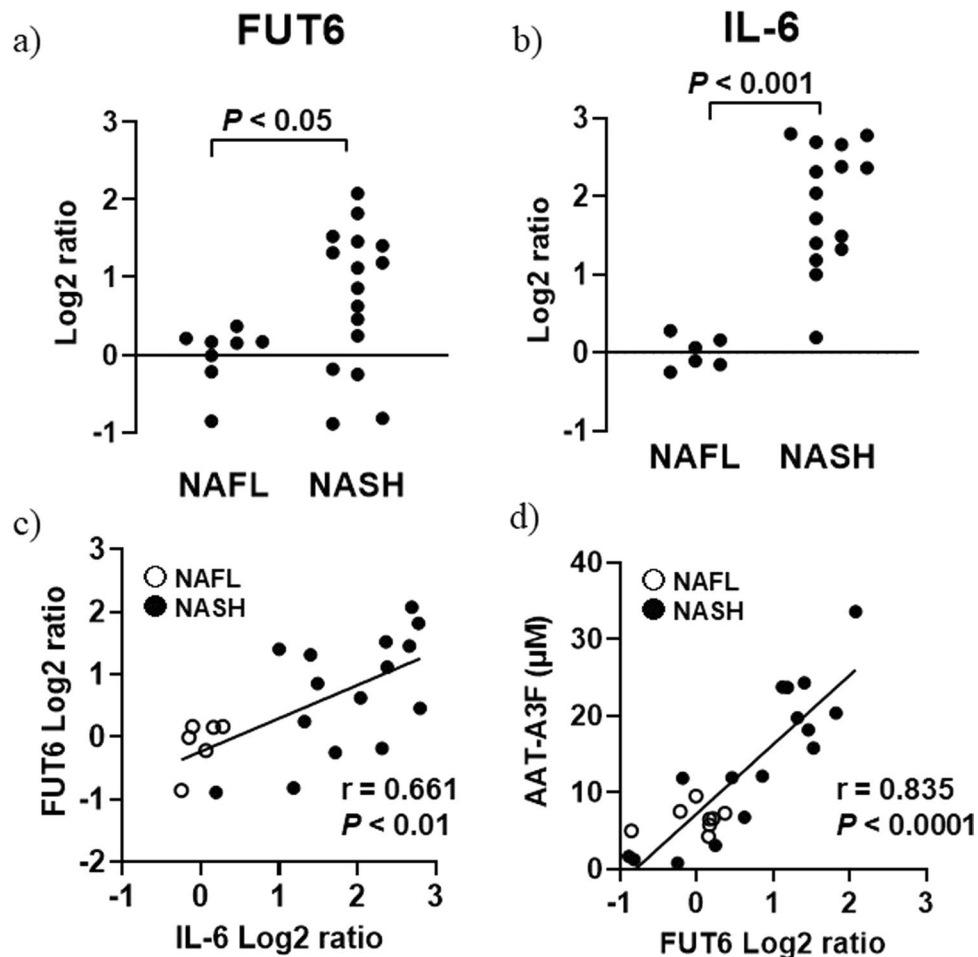 a)
FUT6
P < 0.05
Log2 ratio
3
2
1
0
-1
NAFL NASH
b)
IL-6
P < 0.001
Log2 ratio
3
2
1
0
-1
NAFL NASH
c)
NAFL
NASH
FUT6 Log2 ratio
3
2
1
0
-1
-2
r = 0.661
P < 0.01
-1 0 1 2 3
IL-6 Log2 ratio
d)
NAFL
NASH
AAT-A3F (μM)
40
30
20
10
0
r = 0.835
P < 0.0001
-1 0 1 2 3
FUT6 Log2 ratio